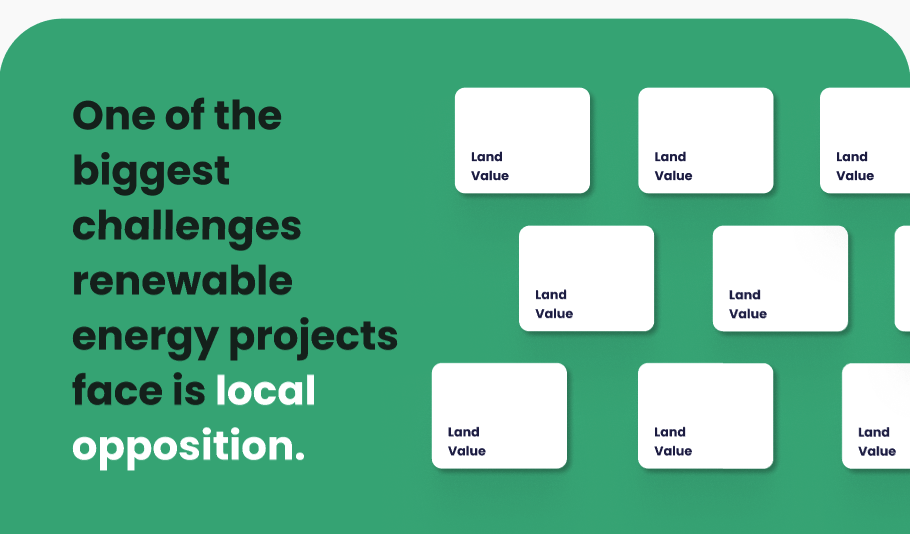 One of the
biggest
challenges
renewable
energy projects
face is local
opposition.
Land
Value
Land
Value
Land
Value
Land
Value
Land
Value
Land
Value
Land
Value
Land
Value